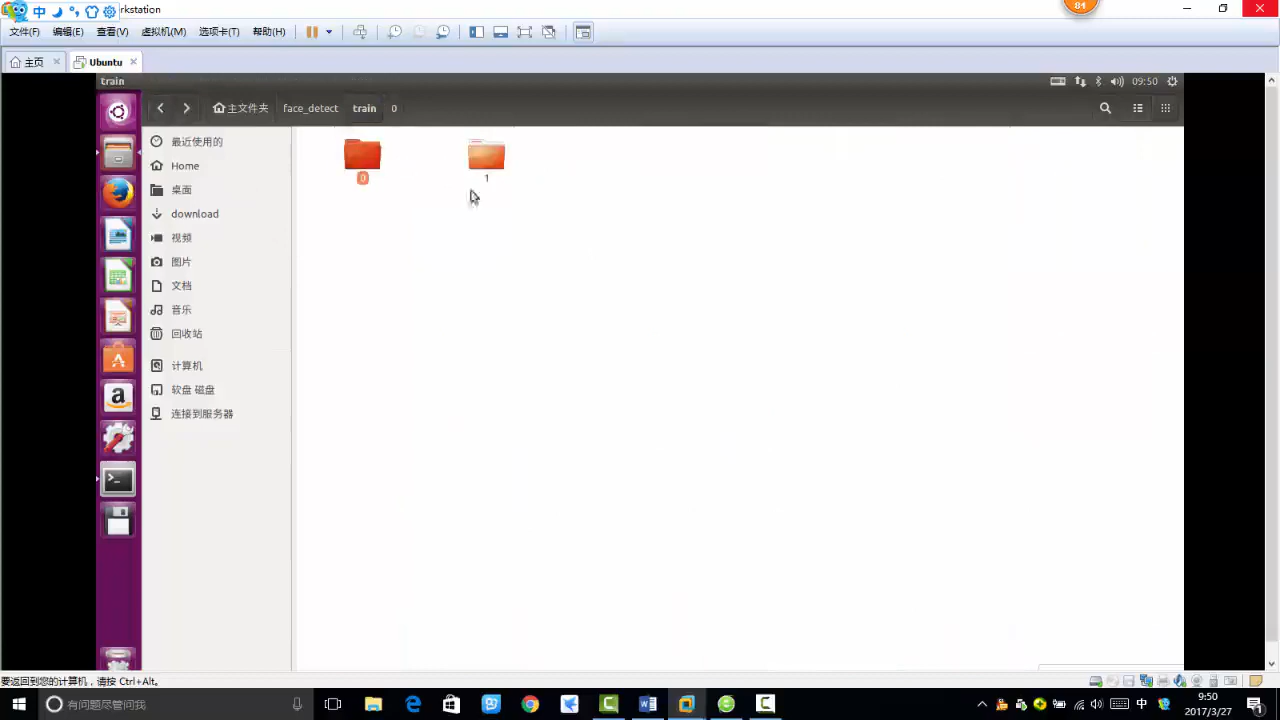 中
rkstation
84
文件(F)
编辑(E)
查看(V)
虚拟机(M)
选项卡(T)
帮助(H)
主页
Ubuntu
train
09:50
主文件夹
face_detect
train
0
最近使用的
Home
桌面
download
视频
图片
文档
音乐
回收站
计算机
软盘 磁盘
连接到服务器
0
1
要返回到您的计算机，请按 Ctrl+Alt。
有问题尽管问我
中
9:50
2017/3/27